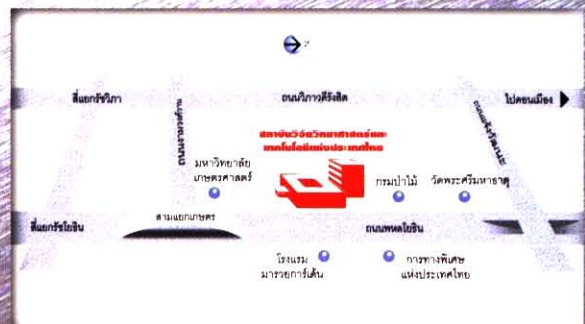 สี่แยกรัชวิภา
ถนนวิภาวดีรังสิต
ไปดอนเมือง
ถนนงามวงศ์วาน
ถนนแจ้งวัฒนะ
สถาบันวิจัยวิทยาศาสตร์และ
เทคโนโลยีแห่งประเทศไทย
มหาวิทยาลัย
เกษตรศาสตร์
กรมป่าไม้
วัดพระศรีมหาธาตุ
สี่แยกรัชโยธิน
สามแยกเกษตร
ถนนพหลโยธิน
โรงแรม
มารวยการ์เด้น
การทางพิเศษ
แห่งประเทศไทย